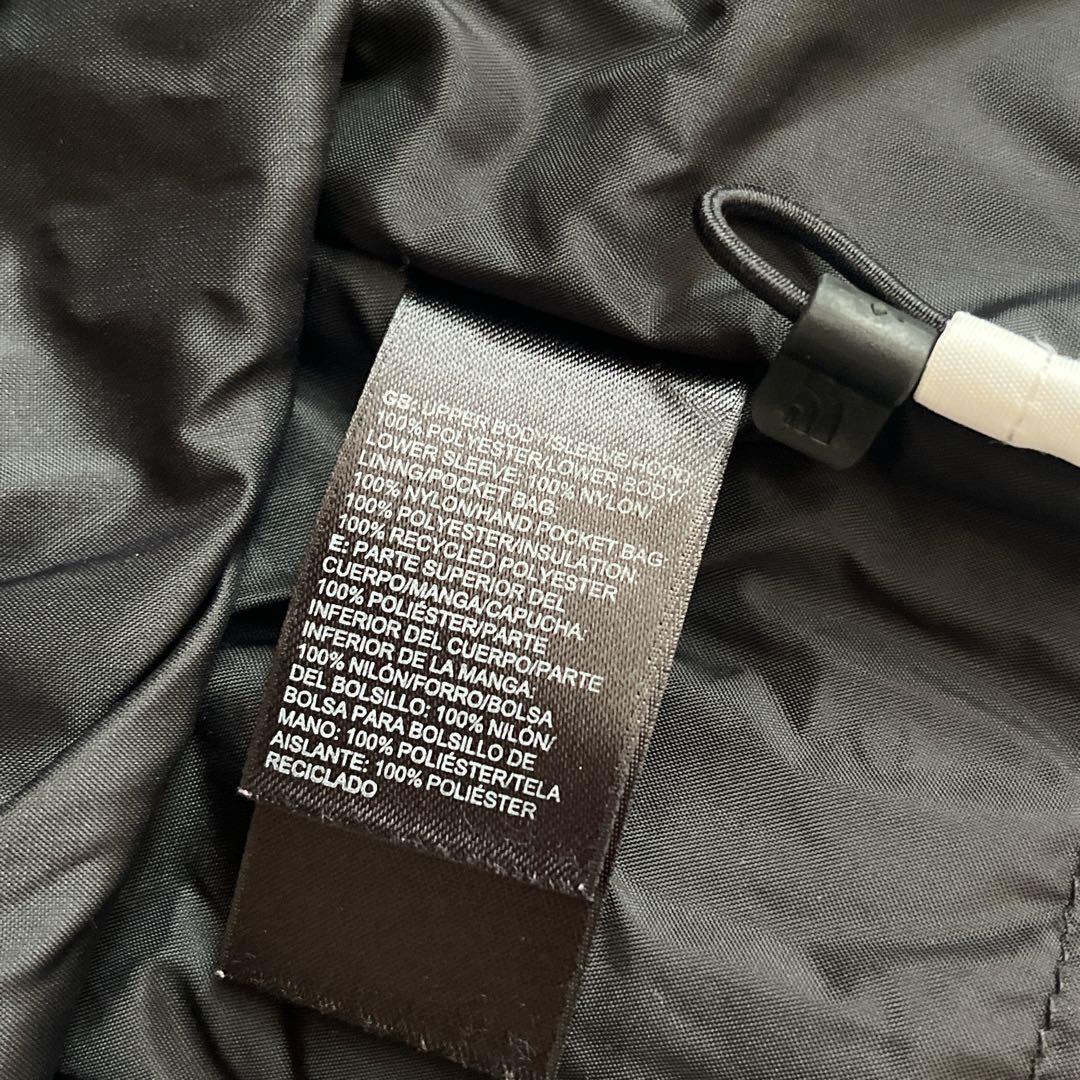 GB: UPPER BODY/SLEEVE/HOOD:
100% POLYESTER/LOWER BODY/
LOWER SLEEVE: 100% NYLON/
LINING/POCKET BAG:
100% NYLON/HAND POCKET BAG:
100% POLYESTER/INSULATION:
100% RECYCLED POLYESTER
E: PARTE SUPERIOR DEL
CUERPO/MANGA/CAPUCHA:
100% POLIÉSTER/PARTE
INFERIOR DEL CUERPO/PARTE
INFERIOR DE LA MANGA:
100% NILÓN/FORRO/BOLSA
DEL BOLSILLO: 100% NILÓN/
BOLSA PARA BOLSILLO DE
MANO: 100% POLIÉSTER/TELA
AISLANTE: 100% POLIÉSTER
RECICLADO